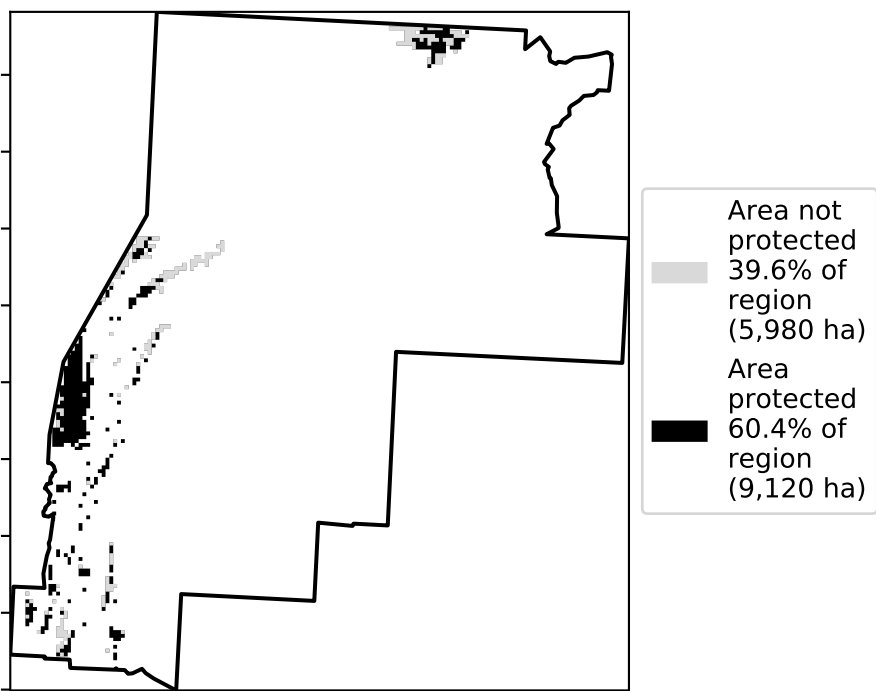 Area not
protected
39.6% of
region
(5,980 ha)
Area
protected
60.4% of
region
(9,120 ha)